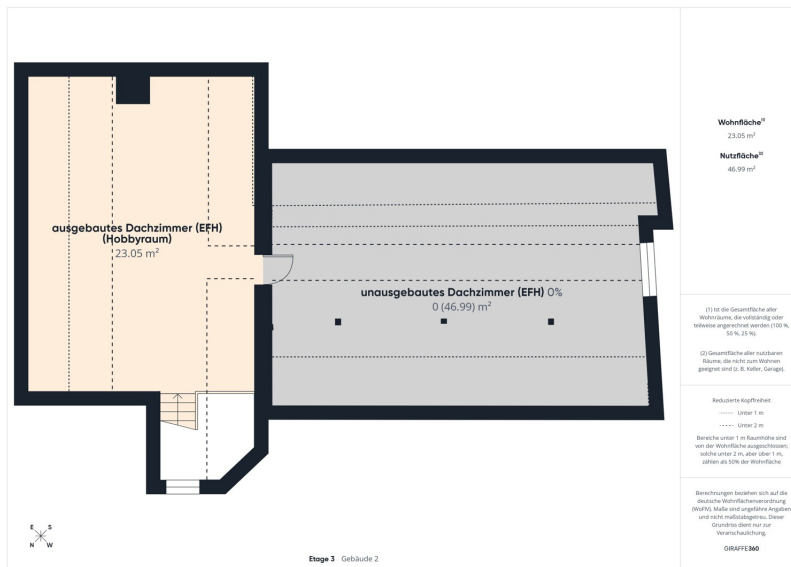 ausgebautes Dachzimmer (EFH)
(Hobbyraum)
23.05 m²
unausgebautes Dachzimmer (EFH) 0%
0 (46.99) m²
Wohnfläche⁽¹⁾
23.05 m²
Nutzfläche⁽²⁾
46.99 m²
(1) Ist die Gesamtfläche aller
Wohnräume, die vollständig oder
teilweise angerechnet werden (100 %,
50 %, 25 %).
(2) Gesamtfläche aller nutzbaren
Räume, die nicht zum Wohnen
geeignet sind (z. B. Keller, Garage).
Reduzierte Kopffreiheit
Unter 1 m
Unter 2 m
Bereiche unter 1 m Raumhöhe sind
von der Wohnfläche ausgeschlossen;
solche unter 2 m, aber über 1 m,
zählen als 50% der Wohnfläche
Berechnungen beziehen sich auf die
deutsche Wohnflächenverordnung
(WoFlV). Maße sind ungefähre Angaben
und nicht maßstabsgetreu. Dieser
Grundriss dient nur zur
Veranschaulichung.
GIRAFFE360
E S
N W
Etage 3 Gebäude 2